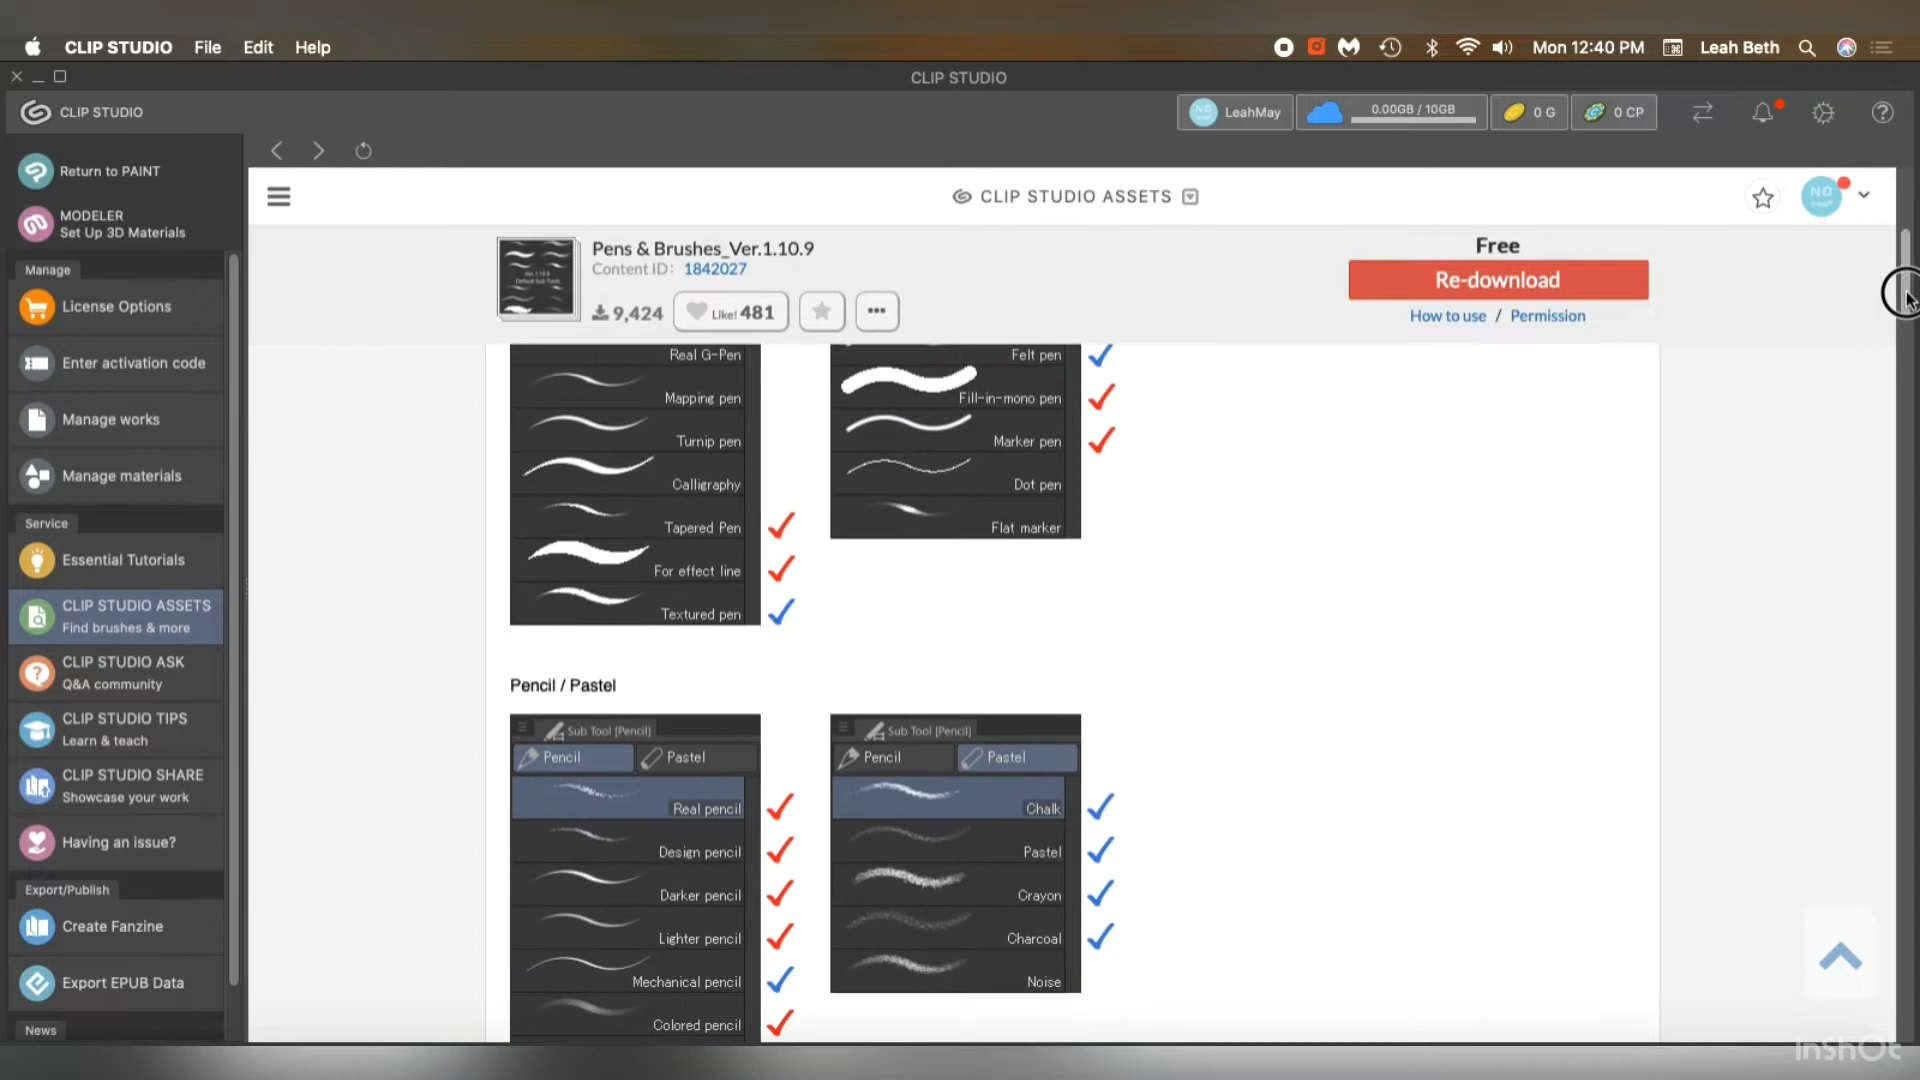 CLIP STUDIO File Edit Help
Mon 12:40 PM Leah Beth
CLIP STUDIO
CLIP STUDIO
LeahMay
0.00GB / 10GB
0 G
0 CP
Return to PAINT
MODELER
Set Up 3D Materials
Manage
License Options
Enter activation code
Manage works
Manage materials
Service
Essential Tutorials
CLIP STUDIO ASSETS
Find brushes & more
CLIP STUDIO ASK
Q&A community
CLIP STUDIO TIPS
Learn & teach
CLIP STUDIO SHARE
Showcase your work
Having an issue?
Export/Publish
Create Fanzine
Export EPUB Data
News
CLIP STUDIO ASSETS
Pens & Brushes_Ver.1.10.9
Content ID: 1842027
9,424
Like! 481
Free
Re-download
How to use / Permission
Real G-Pen
Mapping pen
Turnip pen
Calligraphy
Tapered Pen
For effect line
Textured pen
Felt pen
Fill-in-mono pen
Marker pen
Dot pen
Flat marker
Pencil / Pastel
Sub Tool [Pencil]
Pencil Pastel
Real pencil
Design pencil
Darker pencil
Lighter pencil
Mechanical pencil
Colored pencil
Sub Tool [Pencil]
Pencil Pastel
Chalk
Pastel
Crayon
Charcoal
Noise
InShOt